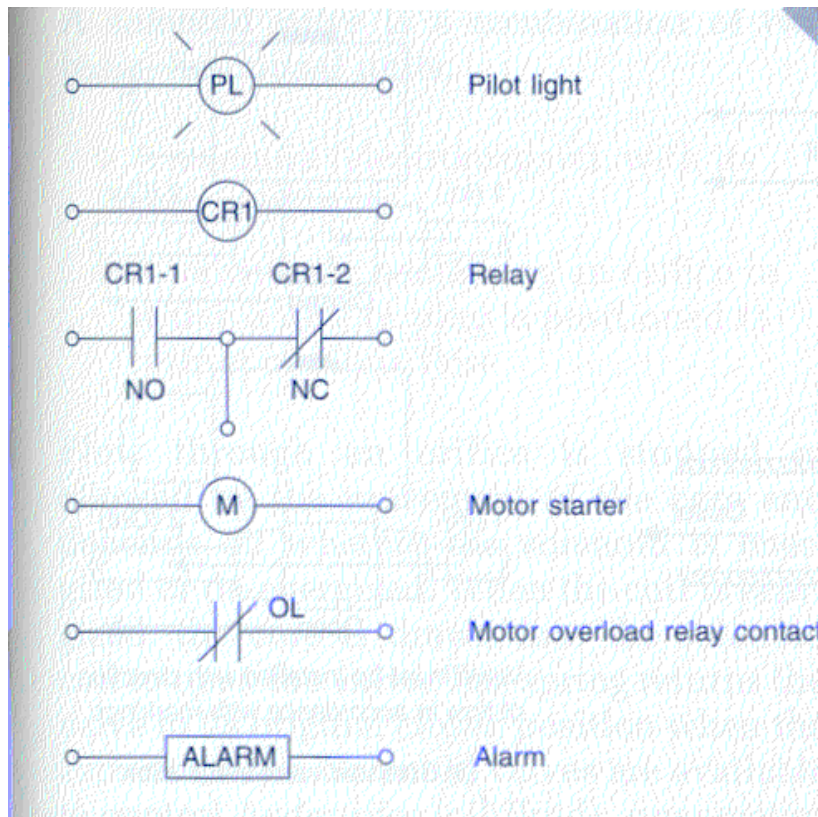 PL Pilot light
CR1
CR1-1 CR1-2 Relay
NO NC
M Motor starter
OL
Motor overload relay contact
ALARM Alarm